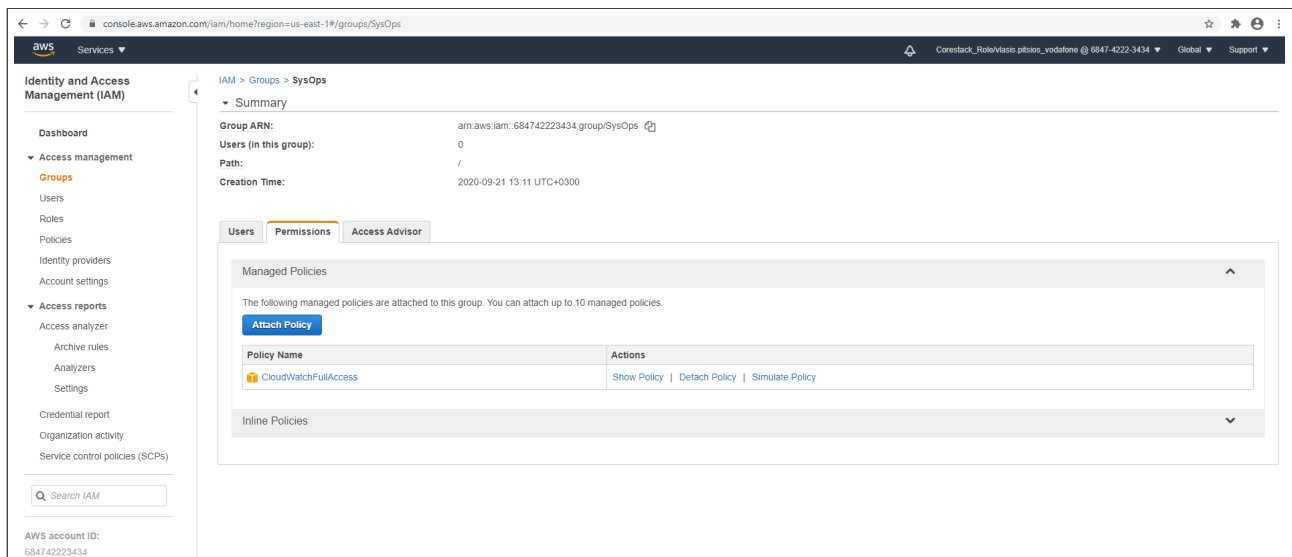 console.aws.amazon.com/iam/home?region=us-east-1#/groups/SysOps
aws Services Corestack_Role/vlasis.pitsios_vodafone @ 6847-4222-3434 Global Support
Identity and Access
Management (IAM)
Dashboard
Access management
Groups
Users
Roles
Policies
Identity providers
Account settings
Access reports
Access analyzer
Archive rules
Analyzers
Settings
Credential report
Organization activity
Service control policies (SCPs)
Search IAM
AWS account ID:
684742223434
IAM > Groups > SysOps
Summary
Group ARN: arn:aws:iam::684742223434:group/SysOps
Users (in this group): 0
Path: /
Creation Time: 2020-09-21 13:11 UTC+0300
Users Permissions Access Advisor
Managed Policies
The following managed policies are attached to this group. You can attach up to 10 managed policies.
Attach Policy
Policy Name Actions
CloudWatchFullAccess Show Policy | Detach Policy | Simulate Policy
Inline Policies